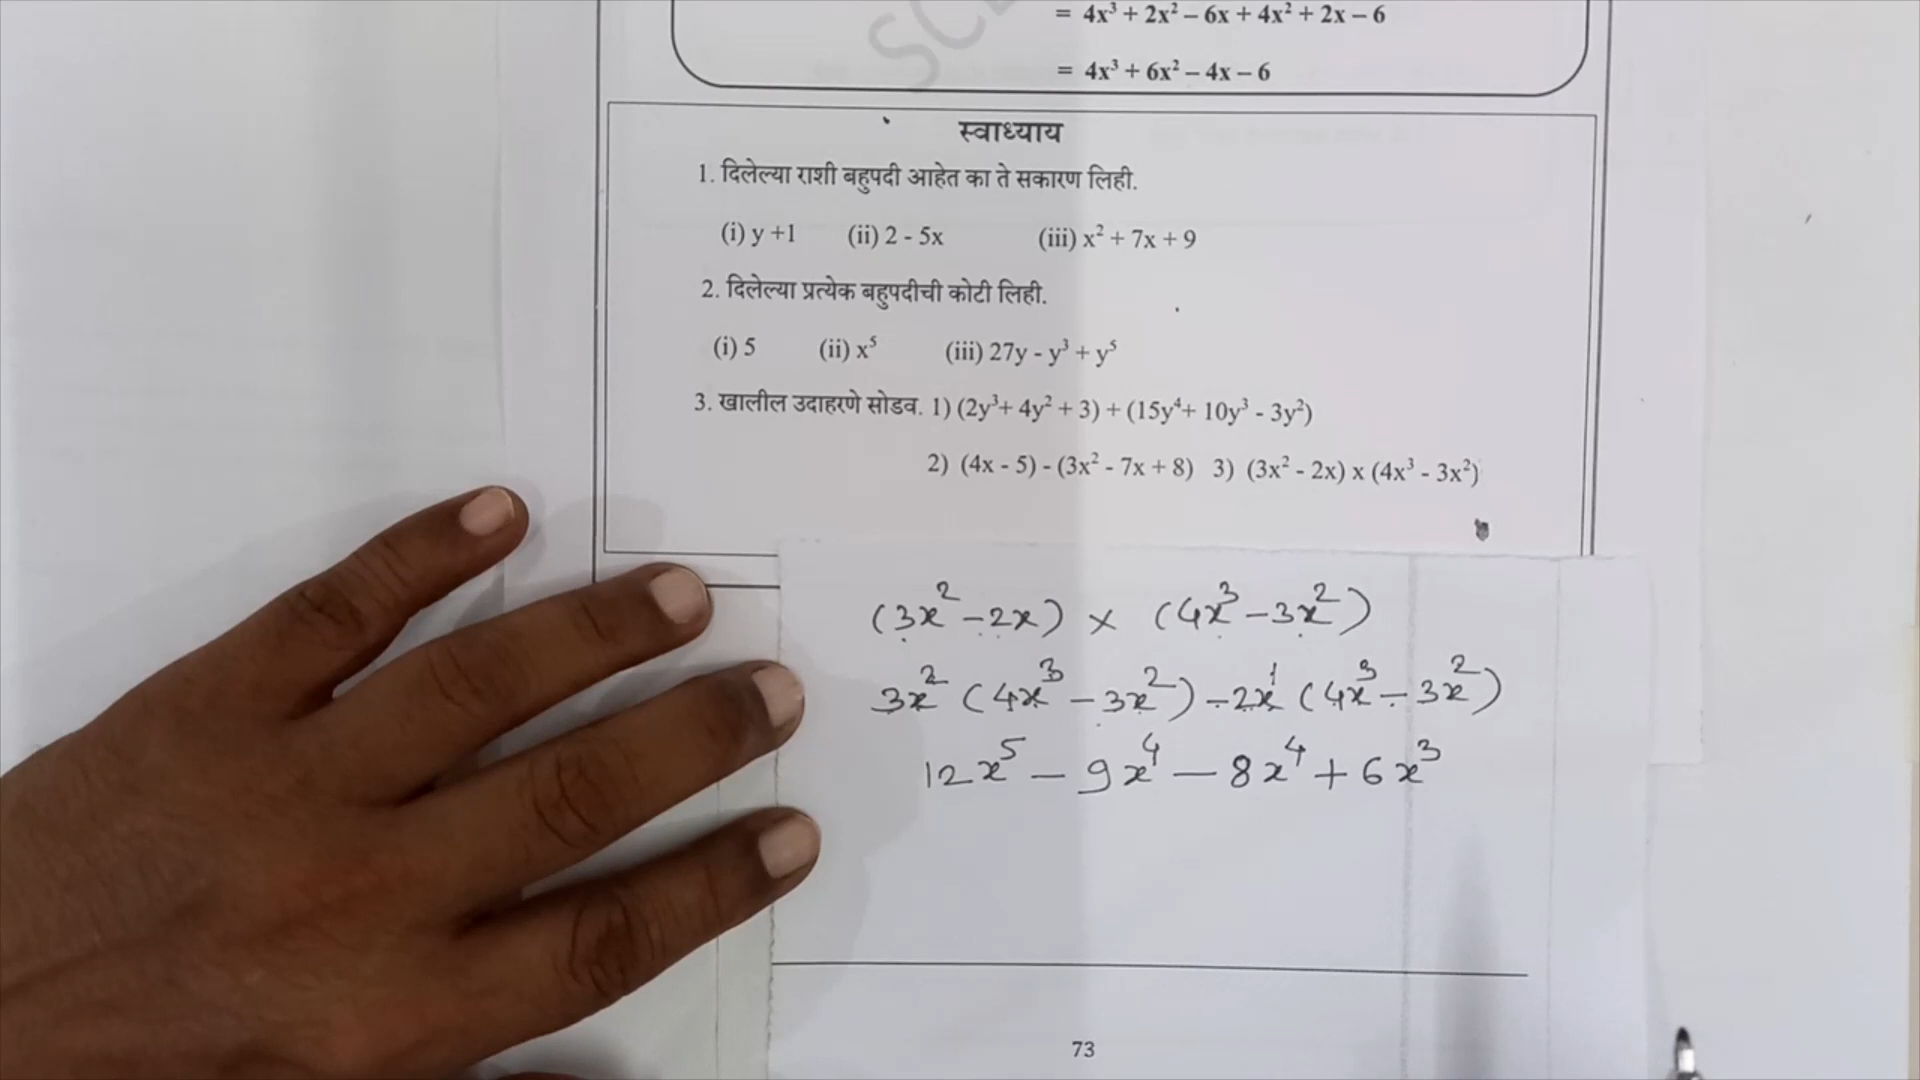 = 4x³ + 2x² – 6x + 4x² + 2x – 6
= 4x³ + 6x² – 4x – 6
स्वाध्याय
1. दिलेल्या राशी बहुपदी आहेत का ते सकारण लिही.
(i) y +1 (ii) 2 - 5x (iii) x² + 7x + 9
2. दिलेल्या प्रत्येक बहुपदीची कोटी लिही.
(i) 5 (ii) x⁵ (iii) 27y - y³ + y⁵
3. खालील उदाहरणे सोडव. 1) (2y³+ 4y² + 3) + (15y⁴+ 10y³ - 3y²)
2) (4x - 5) - (3x² - 7x + 8) 3) (3x² - 2x) x (4x³ - 3x²)
(3x² - 2x) × (4x³ - 3x²)
3x² (4x³ - 3x²) - 2x¹ (4x³ - 3x²)
12x⁵ - 9x⁴ - 8x⁴ + 6x³
73